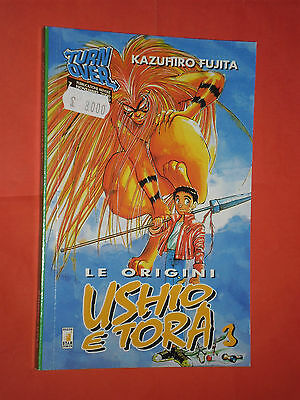 TURN
OVER
KAZUHIRO FUJITA
£ 8000
LE ORIGINI
USHIO
E TORA 3
STAR